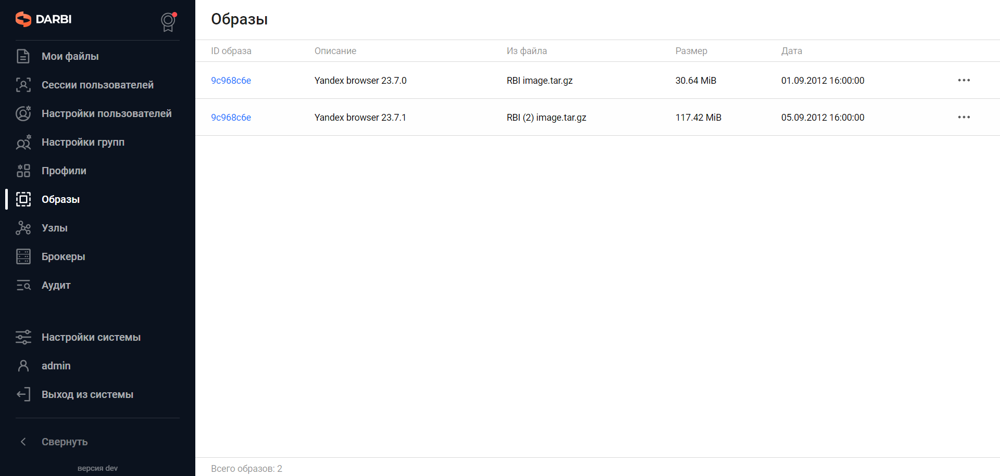 DARBI
Мои файлы
Сессии пользователей
Настройки пользователей
Настройки групп
Профили
Образы
Узлы
Брокеры
Аудит
Настройки системы
admin
Выход из системы
Свернуть
версия dev
Образы
ID образа Описание Из файла Размер Дата
9c968c6e Yandex browser 23.7.0 RBI image.tar.gz 30.64 MiB 01.09.2012 16:00:00
9c968c6e Yandex browser 23.7.1 RBI (2) image.tar.gz 117.42 MiB 05.09.2012 16:00:00
Всего образов: 2